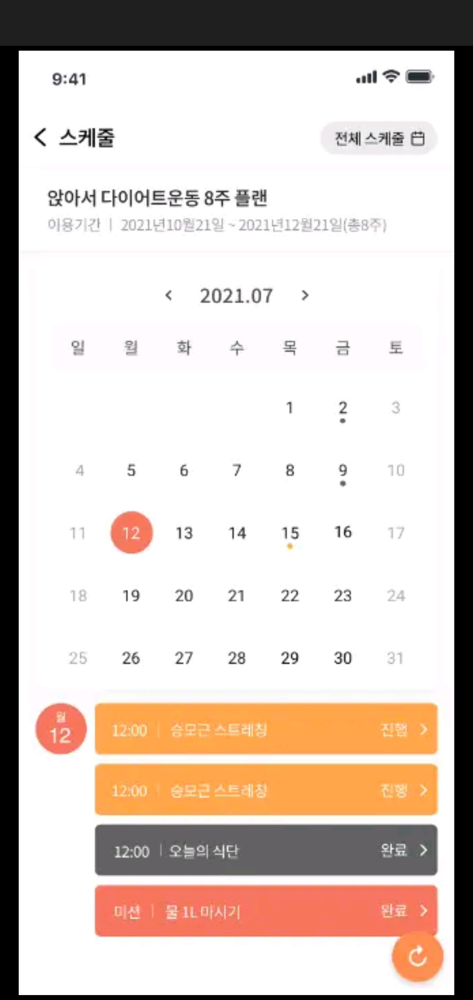 9:41
스케줄
전체 스케줄
앉아서 다이어트운동 8주 플랜
이용기간 | 2021년10월21일 ~ 2021년12월21일(총8주)
< 2021.07 >
일 월 화 수 목 금 토
1 2 3
4 5 6 7 8 9 10
11 12 13 14 15 16 17
18 19 20 21 22 23 24
25 26 27 28 29 30 31
월
12
12:00 | 승모근 스트레칭 진행 >
12:00 | 승모근 스트레칭 진행 >
12:00 | 오늘의 식단 완료 >
미션 | 물 1L 마시기 완료 >